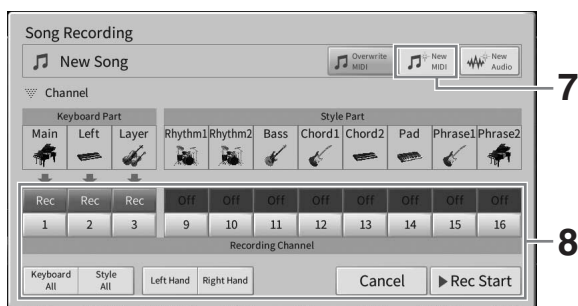 Song Recording
New Song
Overwrite MIDI
New MIDI
New Audio
7
Channel
Keyboard Part
Style Part
Main Left Layer Rhythm1 Rhythm2 Bass Chord1 Chord2 Pad Phrase1 Phrase2
Rec Rec Rec Off Off Off Off Off Off Off Off
1 2 3 9 10 11 12 13 14 15 16
8
Recording Channel
Keyboard All
Style All
Left Hand Right Hand Cancel Rec Start